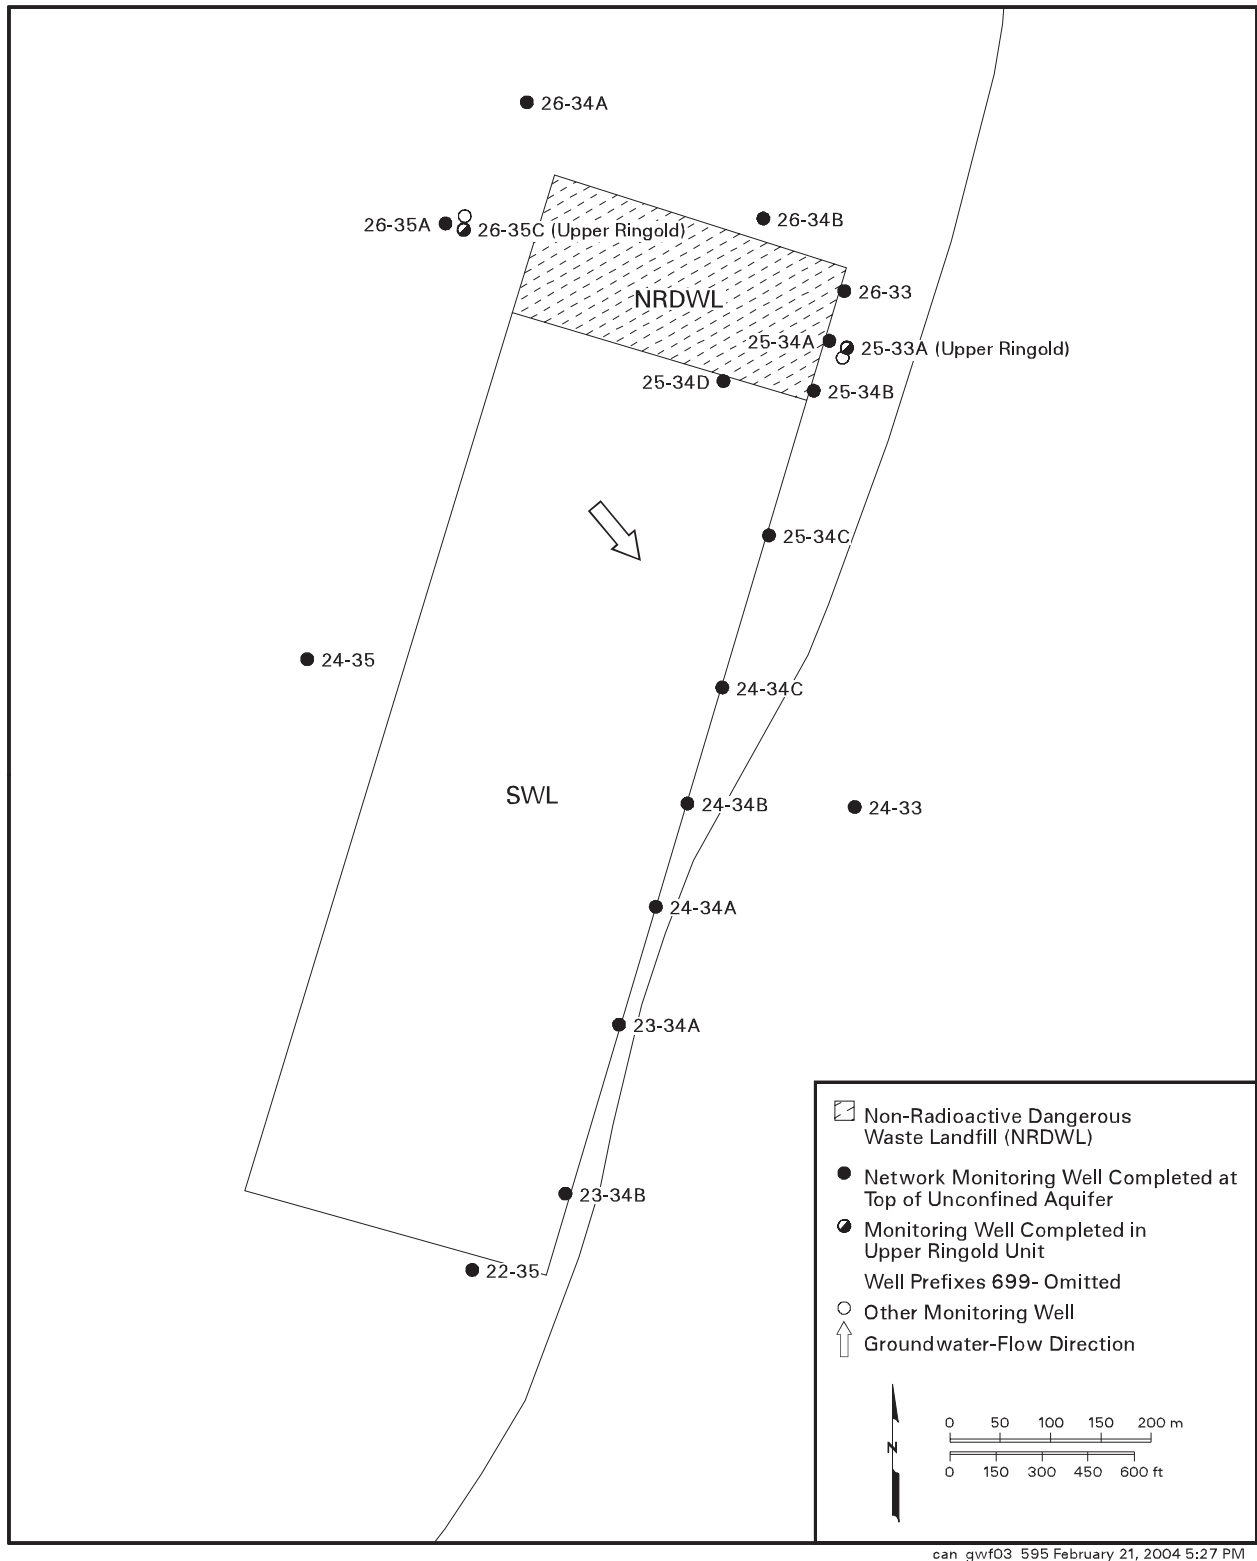 26-34A
26-35A
26-35C (Upper Ringold)
26-34B
NRDWL
26-33
25-34A
25-33A (Upper Ringold)
25-34D
25-34B
25-34C
24-35
24-34C
SWL
24-34B
24-33
24-34A
23-34A
23-34B
22-35
Non-Radioactive Dangerous
Waste Landfill (NRDWL)
Network Monitoring Well Completed at
Top of Unconfined Aquifer
Monitoring Well Completed in
Upper Ringold Unit
Well Prefixes 699- Omitted
Other Monitoring Well
Groundwater-Flow Direction
N
0 50 100 150 200 m
0 150 300 450 600 ft
can_gwf03_595 February 21, 2004 5:27 PM